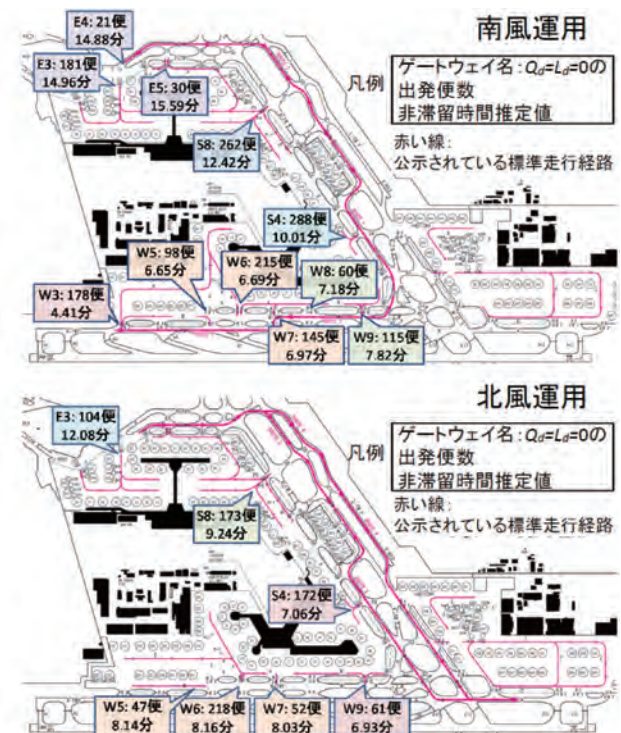 南風運用
凡例
ゲートウェイ名：Qd=Ld=0の
出発便数
非滞留時間推定値
赤い線：
公示されている標準走行経路
E4: 21便
14.88分
E3: 181便
14.96分
E5: 30便
15.59分
S8: 262便
12.42分
S4: 288便
10.01分
W5: 98便
6.65分
W6: 215便
6.69分
W8: 60便
7.18分
W3: 178便
4.41分
W7: 145便
6.97分
W9: 115便
7.82分
北風運用
凡例
ゲートウェイ名：Qd=Ld=0の
出発便数
非滞留時間推定値
赤い線：
公示されている標準走行経路
E3: 104便
12.08分
S8: 173便
9.24分
S4: 172便
7.06分
W5: 47便
8.14分
W6: 218便
8.16分
W7: 52便
8.03分
W9: 61便
6.93分